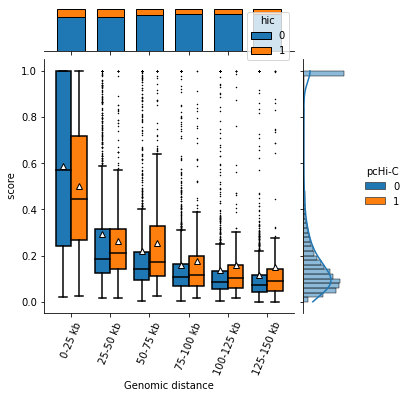 hic
0
1
1.0
0.8
0.6
0.4
0.2
0.0
score
pcHi-C
0
1
0-25 kb
25-50 kb
50-75 kb
75-100 kb
100-125 kb
125-150 kb
Genomic distance